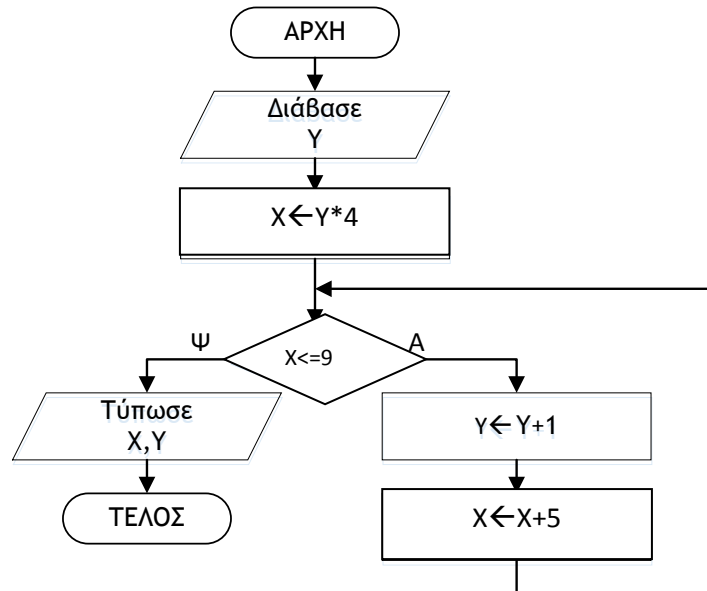 ΑΡΧΗ
Διάβασε
Υ
Χ←Υ*4
Ψ
Α
Χ<=9
Τύπωσε
Χ,Υ
Υ←Υ+1
ΤΕΛΟΣ
Χ←Χ+5